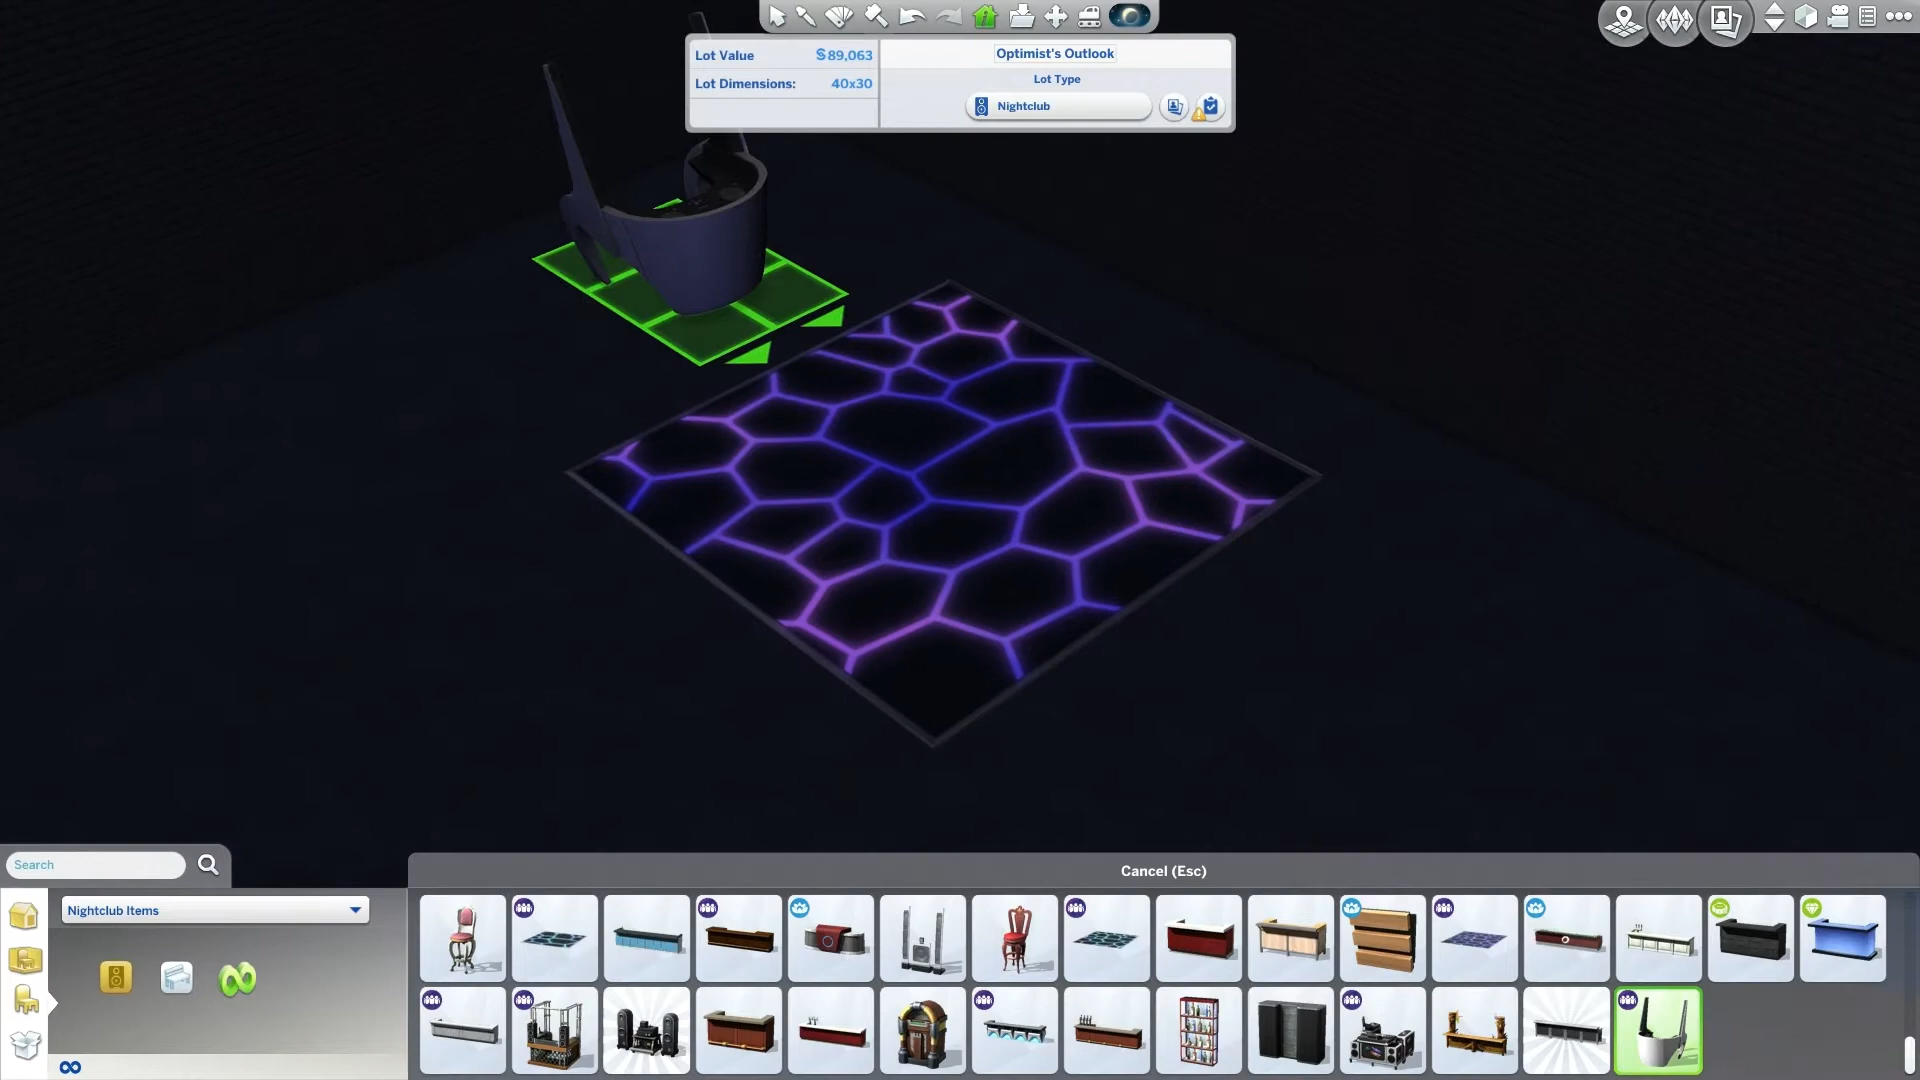 Lot Value
§89,063
Lot Dimensions:
40x30
Optimist's Outlook
Lot Type
Nightclub
Search
Cancel (Esc)
Nightclub Items